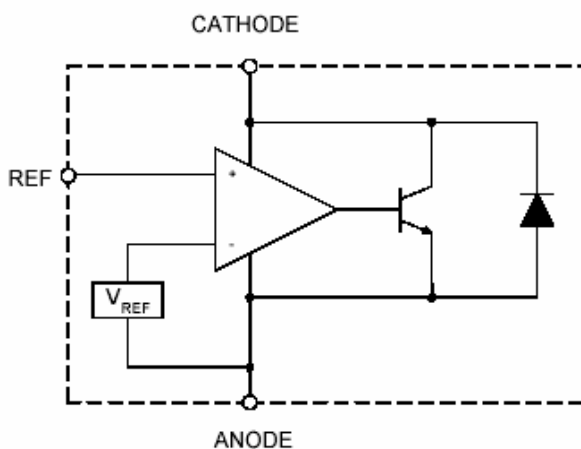 CATHODE
REF
+
-
VREF
ANODE